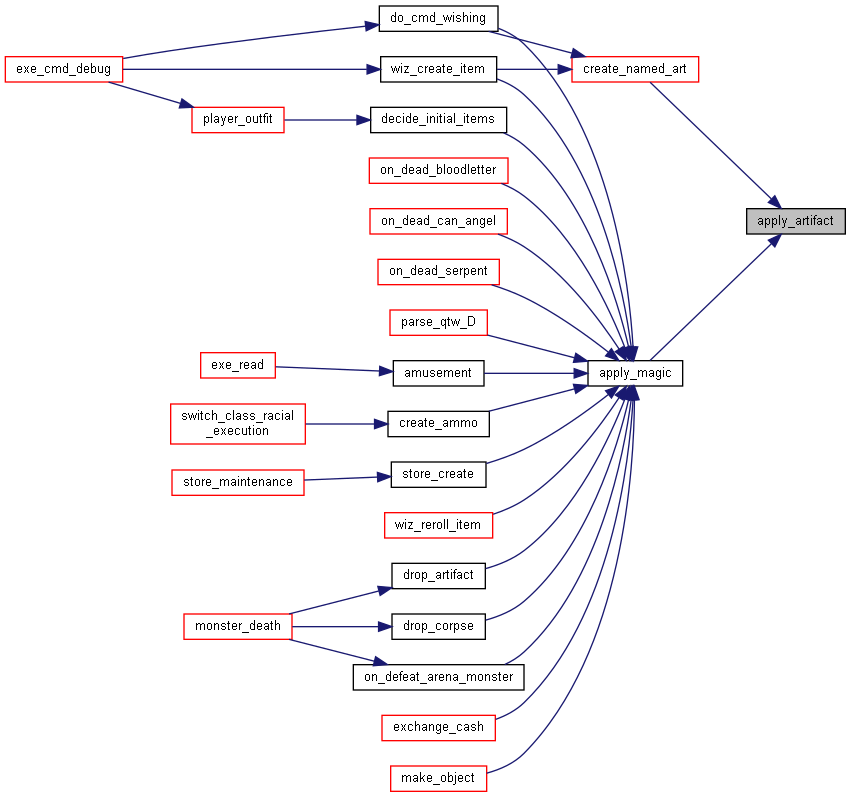 do_cmd_wishing
exe_cmd_debug
wiz_create_item
create_named_art
player_outfit
decide_initial_items
on_dead_bloodletter
on_dead_can_angel
apply_artifact
on_dead_serpent
parse_qtw_D
exe_read
amusement
apply_magic
switch_class_racial
_execution
create_ammo
store_maintenance
store_create
wiz_reroll_item
drop_artifact
monster_death
drop_corpse
on_defeat_arena_monster
exchange_cash
make_object